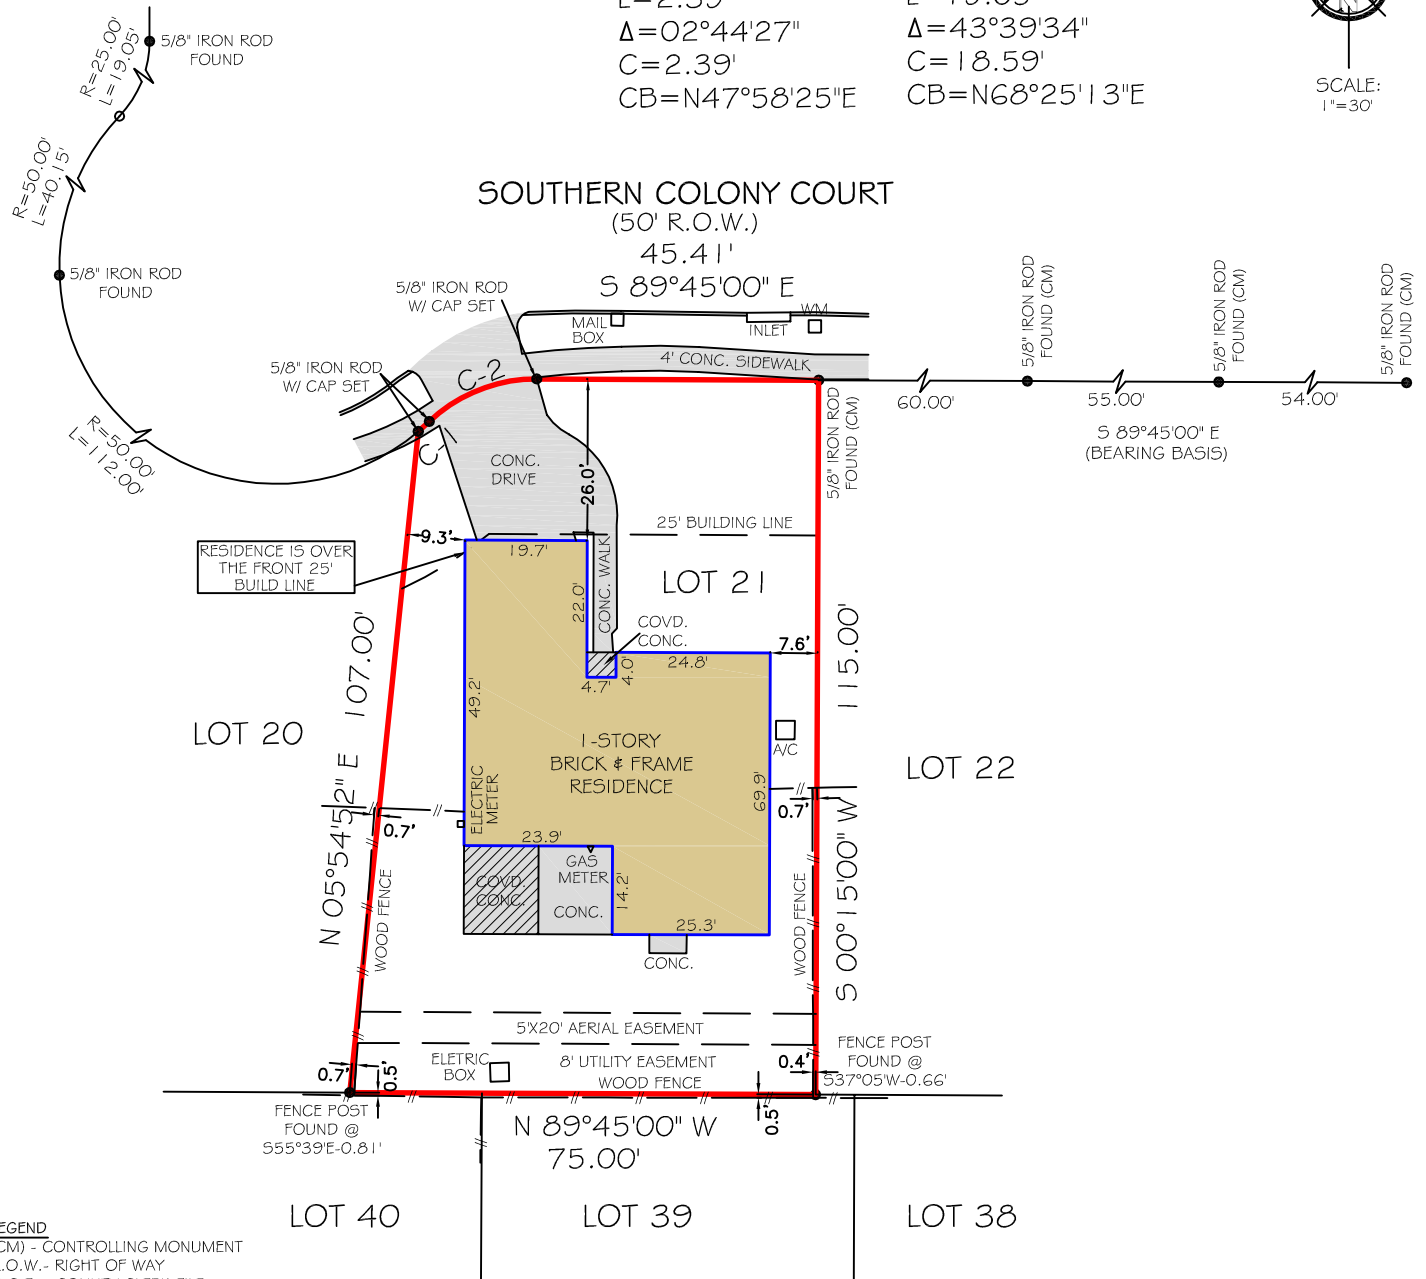 Δ=02°44'27"
C=2.39'
CB=N47°58'25"E
Δ=43°39'34"
C=18.59'
CB=N68°25'13"E
N
SCALE:
1"=30'
R=25.00'
L=19.05'
5/8" IRON ROD
FOUND
R=50.00'
L=40.15'
5/8" IRON ROD
FOUND
R=50.00'
L=112.00'
SOUTHERN COLONY COURT
(50' R.O.W.)
45.41'
S 89°45'00" E
5/8" IRON ROD
W/ CAP SET
5/8" IRON ROD
W/ CAP SET
C-2
C-1
MAIL
BOX
INLET
WM
4' CONC. SIDEWALK
5/8" IRON ROD
FOUND (CM)
5/8" IRON ROD
FOUND (CM)
5/8" IRON ROD
FOUND (CM)
5/8" IRON ROD
FOUND (CM)
60.00'
55.00'
54.00'
S 89°45'00" E
(BEARING BASIS)
CONC.
DRIVE
26.0'
25' BUILDING LINE
9.3'
19.7'
RESIDENCE IS OVER
THE FRONT 25'
BUILD LINE
CONC. WALK
22.0'
LOT 21
COVD.
CONC.
4.0'
4.7'
24.8'
7.6'
115.00'
107.00'
49.2'
LOT 20
1-STORY
BRICK & FRAME
RESIDENCE
A/C
LOT 22
69.9'
ELECTRIC
METER
N 05°54'52" E
0.7'
0.7'
23.9'
GAS
METER
COVD.
CONC.
CONC.
14.2'
25.3'
CONC.
WOOD FENCE
WOOD FENCE
S 00°15'00" W
5'X20' AERIAL EASEMENT
ELETRIC
BOX
8' UTILITY EASEMENT
WOOD FENCE
0.7'
0.5'
0.4'
0.5'
FENCE POST
FOUND @
S37°05'W-0.66'
FENCE POST
FOUND @
S55°39'E-0.81'
N 89°45'00" W
75.00'
LOT 40
LOT 39
LOT 38
EGEND
CM) - CONTROLLING MONUMENT
.O.W.- RIGHT OF WAY